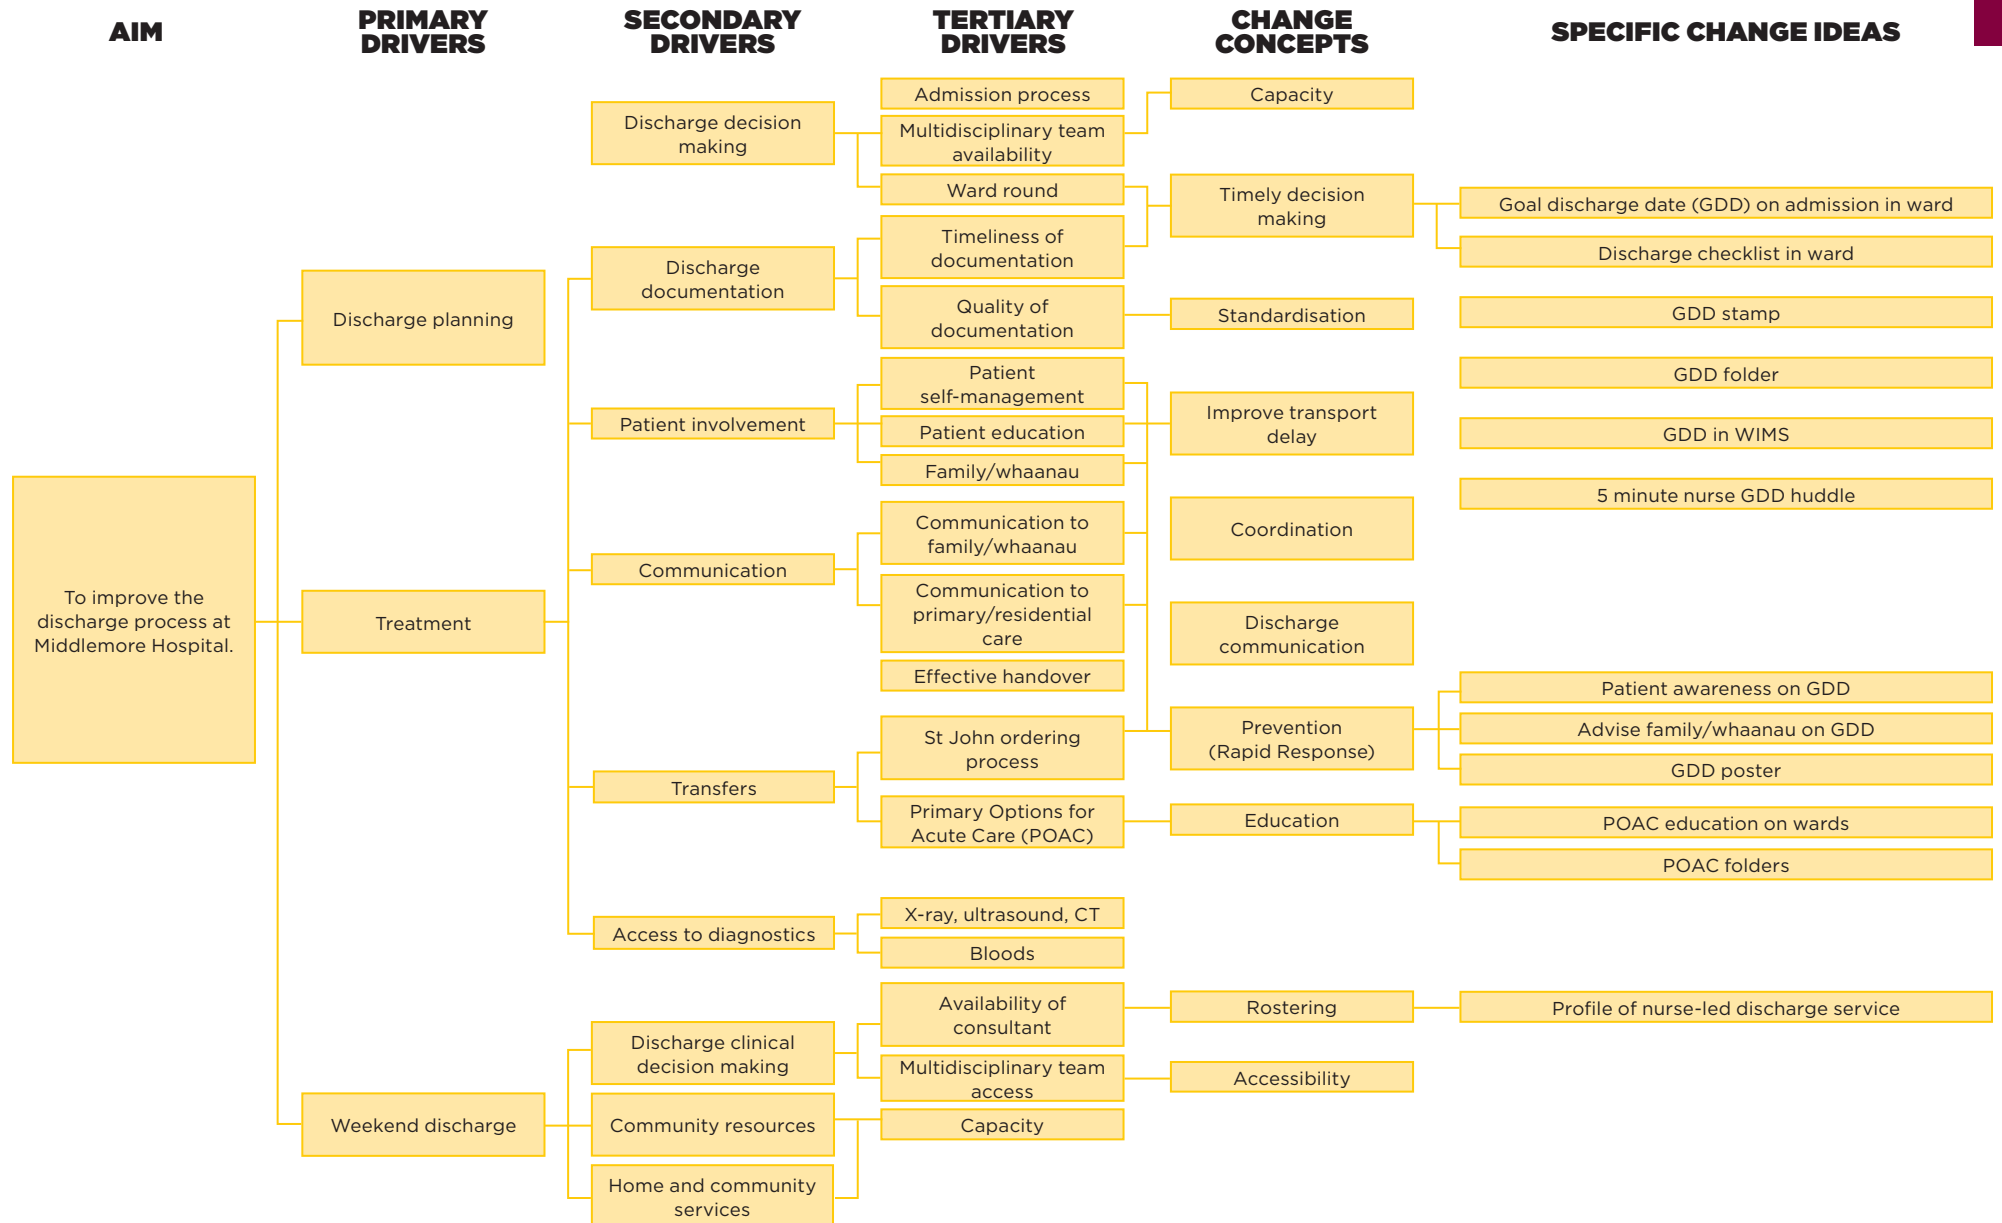 AIM
PRIMARY
DRIVERS
SECONDARY
DRIVERS
TERTIARY
DRIVERS
CHANGE
CONCEPTS
SPECIFIC CHANGE IDEAS
To improve the
discharge process at
Middlemore Hospital.
Discharge planning
Treatment
Weekend discharge
Discharge decision
making
Discharge
documentation
Patient involvement
Communication
Transfers
Access to diagnostics
Discharge clinical
decision making
Community resources
Home and community
services
Admission process
Multidisciplinary team
availability
Ward round
Timeliness of
documentation
Quality of
documentation
Patient
self-management
Patient education
Family/whaanau
Communication to
family/whaanau
Communication to
primary/residential
care
Effective handover
St John ordering
process
Primary Options for
Acute Care (POAC)
X-ray, ultrasound, CT
Bloods
Availability of
consultant
Multidisciplinary team
access
Capacity
Capacity
Timely decision
making
Standardisation
Improve transport
delay
Coordination
Discharge
communication
Prevention
(Rapid Response)
Education
Rostering
Accessibility
Goal discharge date (GDD) on admission in ward
Discharge checklist in ward
GDD stamp
GDD folder
GDD in WIMS
5 minute nurse GDD huddle
Patient awareness on GDD
Advise family/whaanau on GDD
GDD poster
POAC education on wards
POAC folders
Profile of nurse-led discharge service